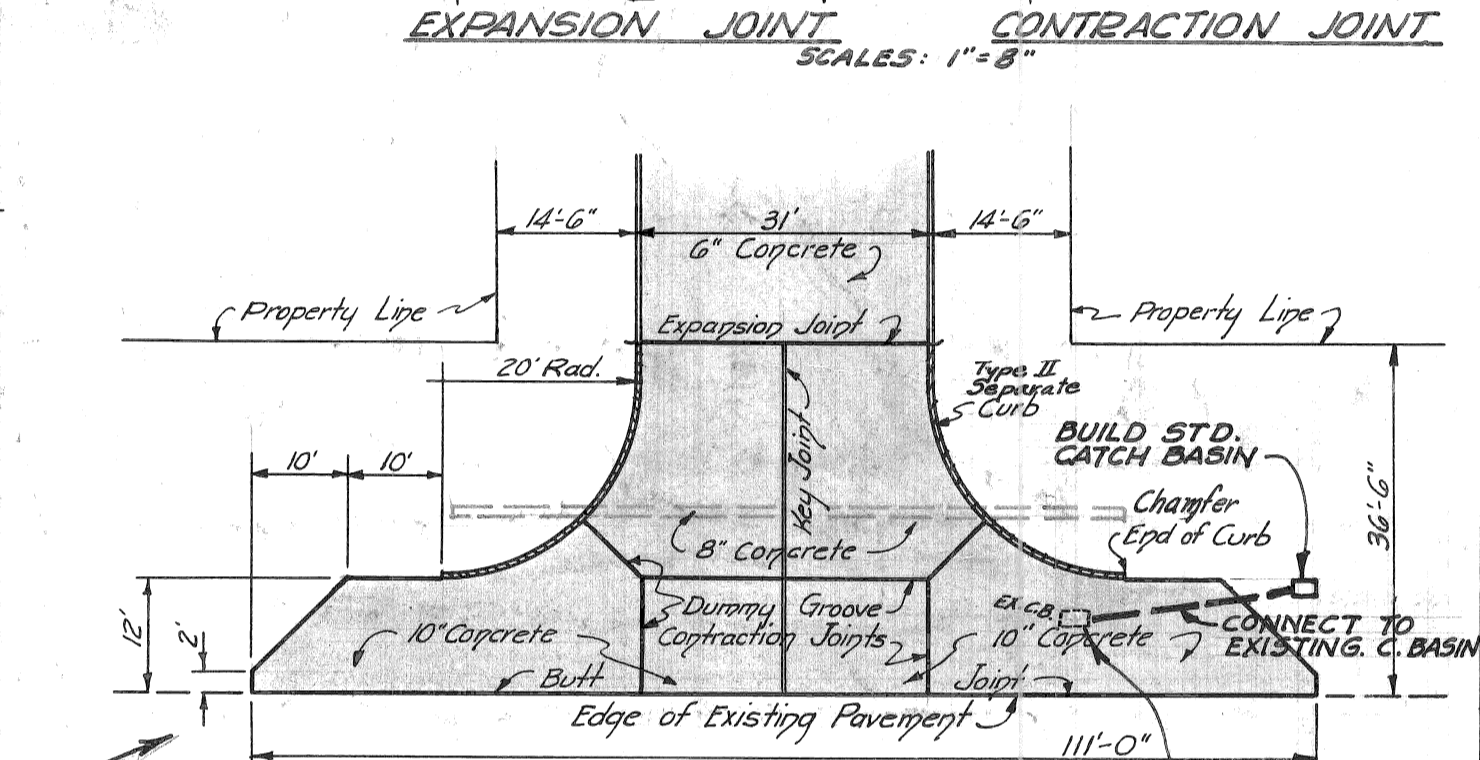 EXPANSION JOINT
CONTRACTION JOINT
SCALES: 1"=8"
14'-6"
31'
14'-6"
6" Concrete
Property Line
Expansion Joint
Property Line
20' Rad.
Type II
Separate
Curb
BUILD STD.
CATCH BASIN
10'
10'
Key Joint
Chamfer
End of Curb
36'-6"
8" Concrete
12'
2'
Dummy Groove
Contraction Joints
EX. C.B.
10" Concrete
10" Concrete
CONNECT TO
EXISTING. C. BASIN
Butt
Joint
Edge of Existing Pavement
111'-0"